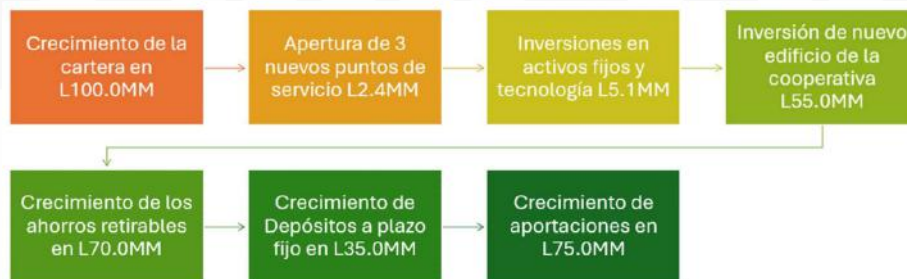 Crecimiento de la
cartera en
L100.0MM
Apertura de 3
nuevos puntos de
servicio L2.4MM
Inversiones en
activos fijos y
tecnología L5.1MM
Inversión de nuevo
edificio de la
cooperativa
L55.0MM
Crecimiento de los
ahorros retirables
en L70.0MM
Crecimiento de
Depósitos a plazo
fijo en L35.0MM
Crecimiento de
aportaciones en
L75.0MM